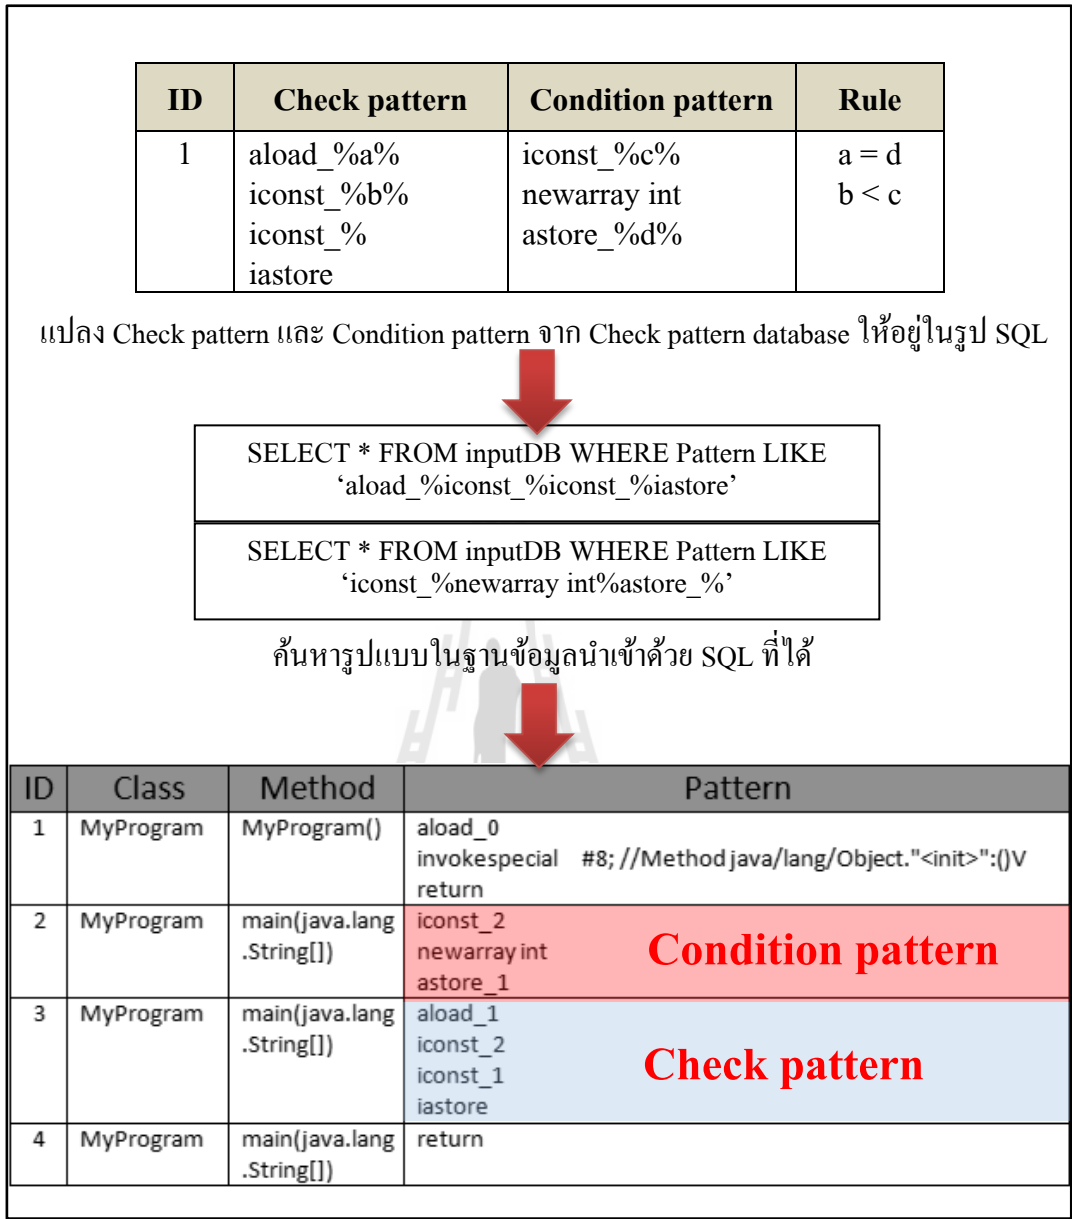 ID Check pattern Condition pattern Rule
1 aload_%a% iconst_%c% a = d
iconst_%b% newarray int b < c
iconst_% astore_%d%
iastore
แปลง Check pattern และ Condition pattern จาก Check pattern database ให้อยู่ในรูป SQL
SELECT * FROM inputDB WHERE Pattern LIKE
‘aload_%iconst_%iconst_%iastore’
SELECT * FROM inputDB WHERE Pattern LIKE
‘iconst_%newarray int%astore_%’
ค้นหารูปแบบในฐานข้อมูลนำเข้าด้วย SQL ที่ได้
ID Class Method Pattern
1 MyProgram MyProgram() aload_0
invokespecial #8; //Method java/lang/Object."<init>":()V
return
2 MyProgram main(java.lang iconst_2
.String[]) newarray int Condition pattern
astore_1
3 MyProgram main(java.lang aload_1
.String[]) iconst_2
iconst_1 Check pattern
iastore
4 MyProgram main(java.lang return
.String[])